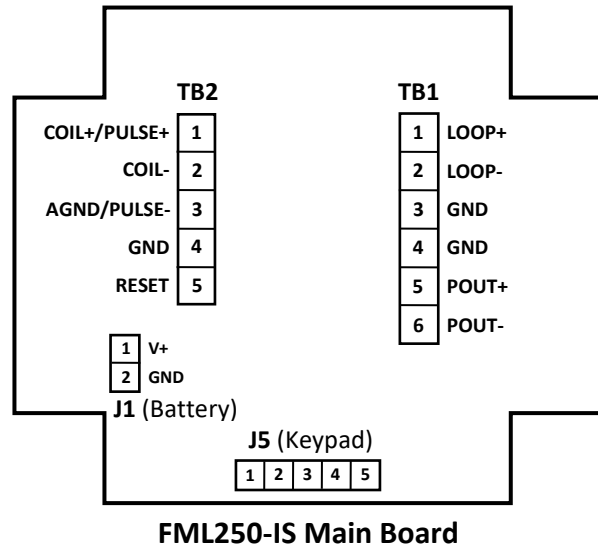 TB2
COIL+/PULSE+ 1
COIL- 2
AGND/PULSE- 3
GND 4
RESET 5
TB1
1 LOOP+
2 LOOP-
3 GND
4 GND
5 POUT+
6 POUT-
1 V+
2 GND
J1 (Battery)
J5 (Keypad)
1 2 3 4 5
FML250-IS Main Board